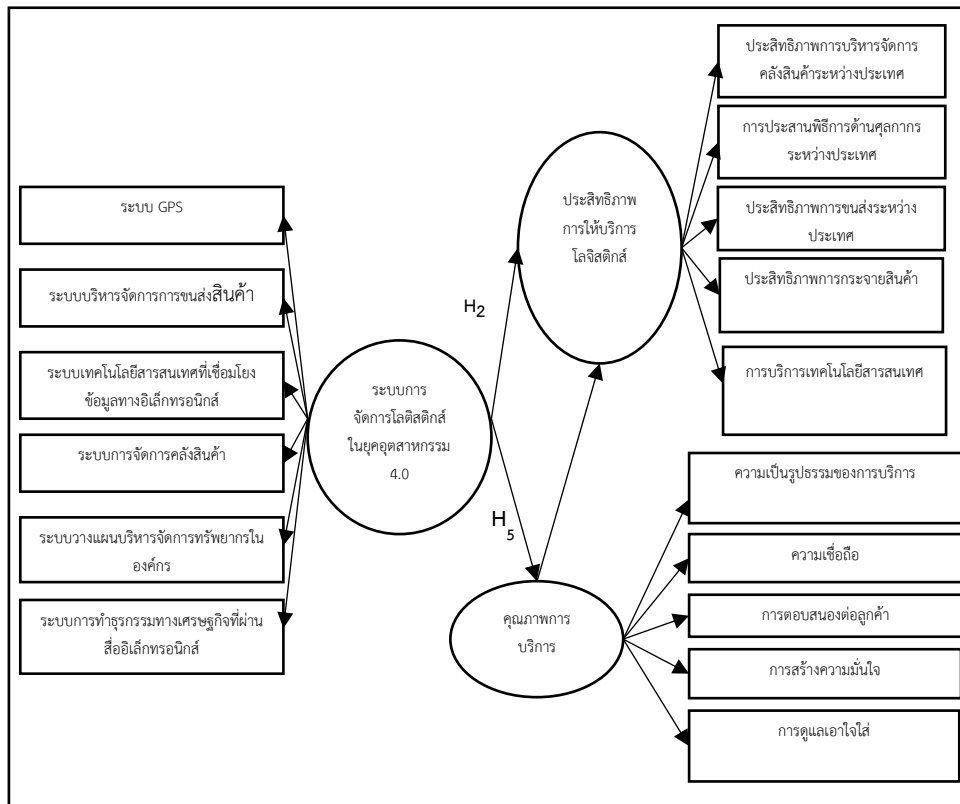 ระบบ GPS
ระบบบริหารจัดการการขนส่งสินค้า
ระบบเทคโนโลยีสารสนเทศที่เชื่อมโยง
ข้อมูลทางอิเล็กทรอนิกส์
ระบบการจัดการคลังสินค้า
ระบบวางแผนบริหารจัดการทรัพยากรใน
องค์กร
ระบบการทำธุรกรรมทางเศรษฐกิจที่ผ่าน
สื่ออิเล็กทรอนิกส์
ระบบการ
จัดการโลติสติกส์
ในยุคอุตสาหกรรม
4.0
H2
H5
ประสิทธิภาพ
การให้บริการ
โลจิสติกส์
คุณภาพการ
บริการ
ประสิทธิภาพการบริหารจัดการ
คลังสินค้าระหว่างประเทศ
การประสานพิธีการด้านศุลกากร
ระหว่างประเทศ
ประสิทธิภาพการขนส่งระหว่าง
ประเทศ
ประสิทธิภาพการกระจายสินค้า
การบริการเทคโนโลยีสารสนเทศ
ความเป็นรูปธรรมของการบริการ
ความเชื่อถือ
การตอบสนองต่อลูกค้า
การสร้างความมั่นใจ
การดูแลเอาใจใส่